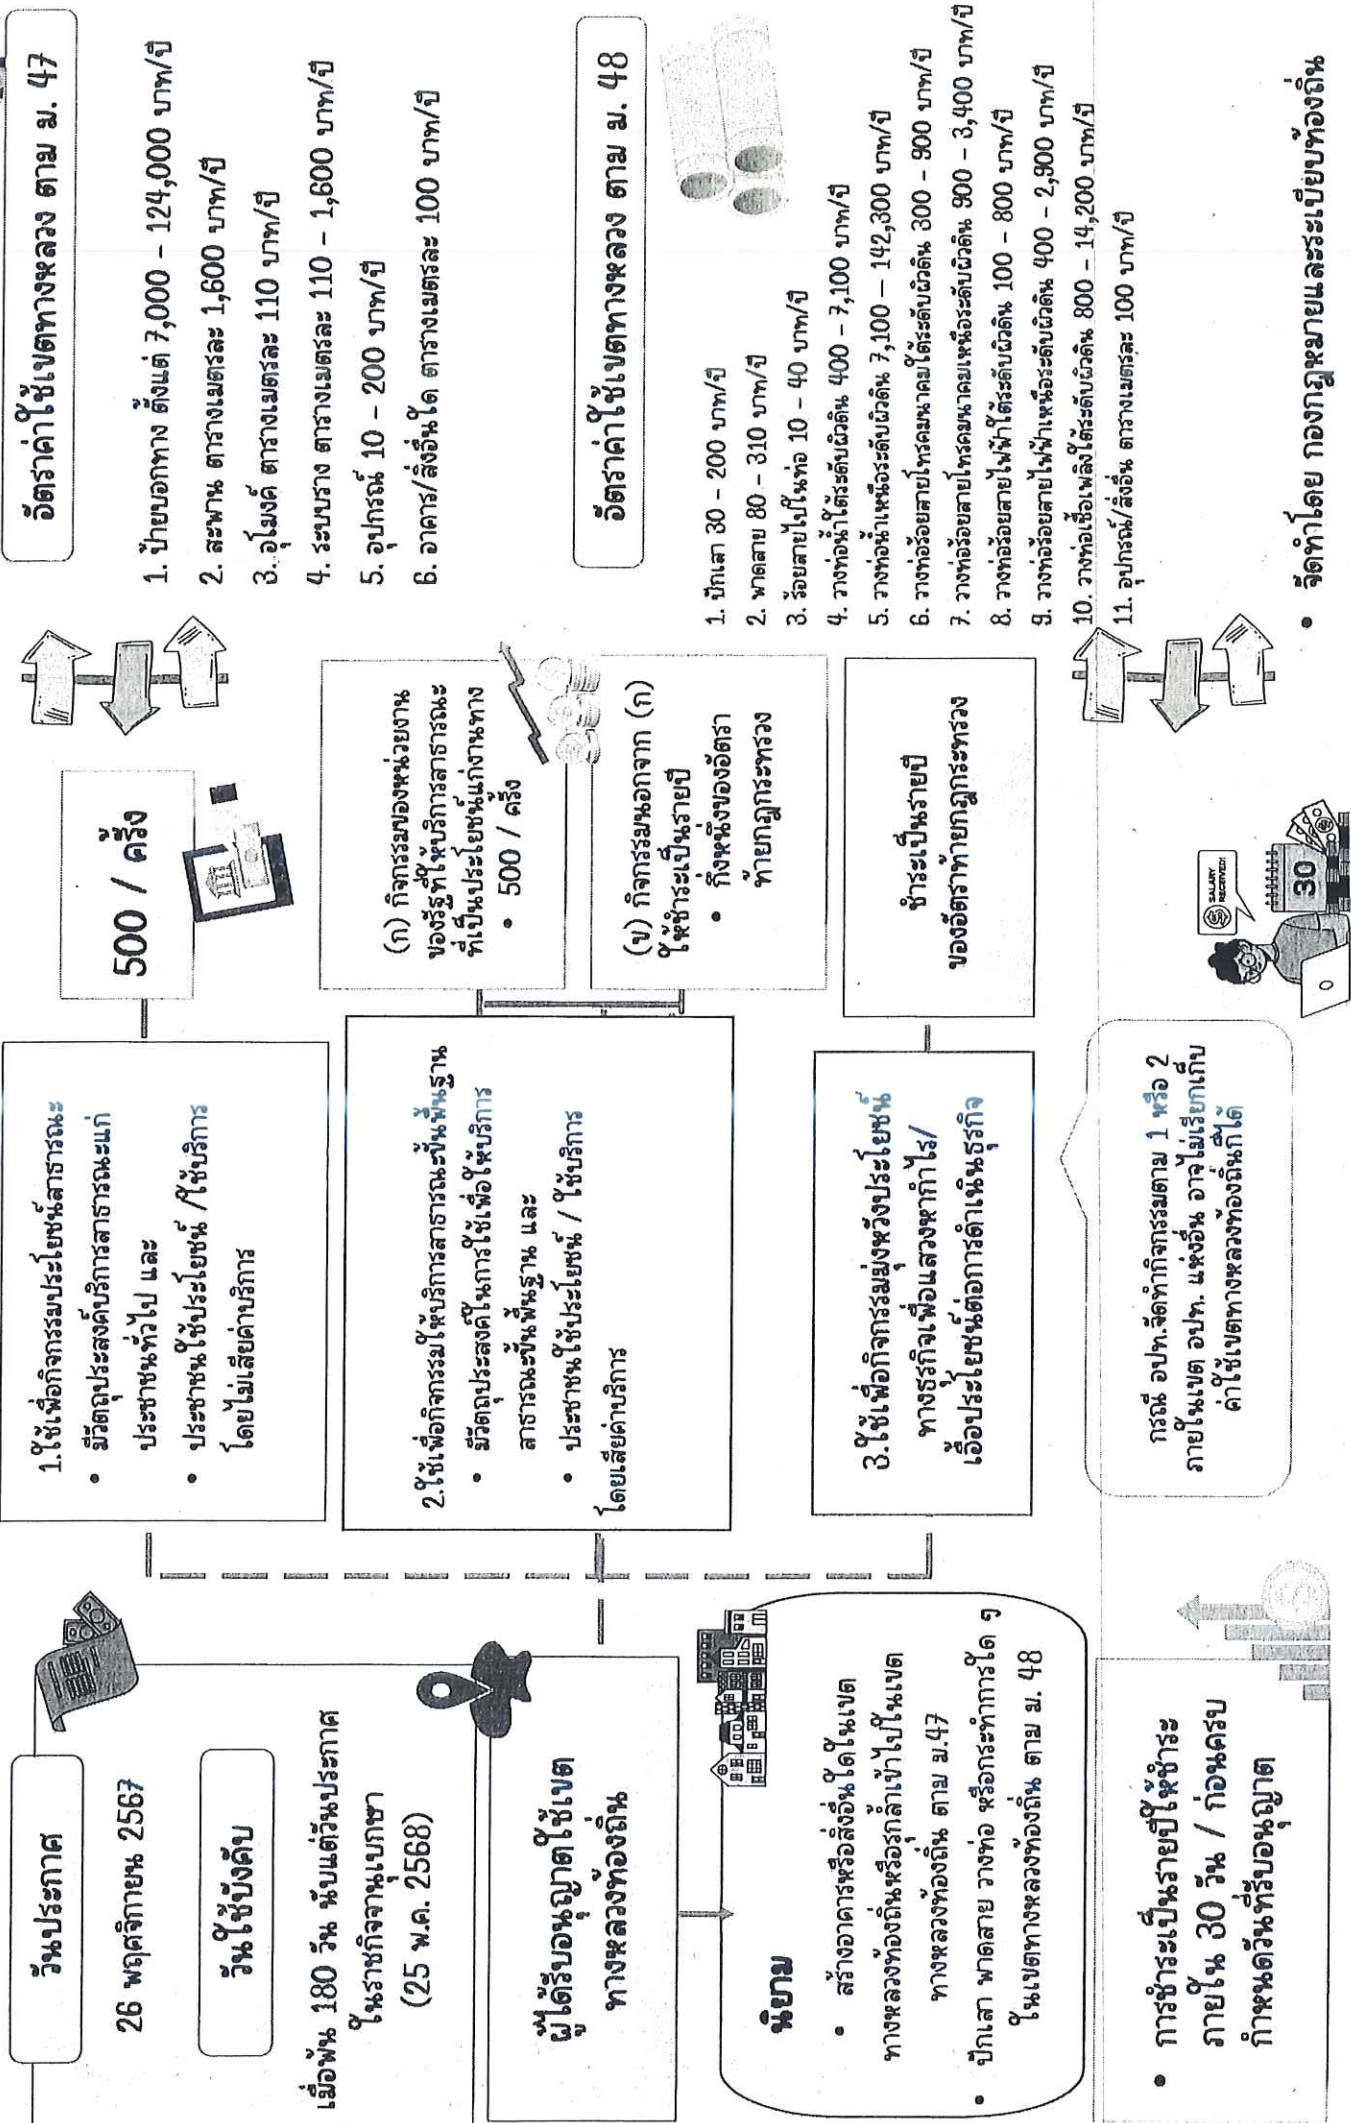 วันประกาศ
26 พฤศจิกายน 2567
วันใช้บังคับ
เมื่อพ้น 180 วัน นับแต่วันประกาศ
ในราชกิจจานุเบกษา
(25 พ.ค. 2568)
ผู้ได้รับอนุญาตใช้เขต
ทางหลวงท้องถิ่น
นิยาม
• สร้างอาคารหรือสิ่งอื่นใดในเขต
ทางหลวงท้องถิ่นหรือรุกล้ำเข้าไปในเขต
ทางหลวงท้องถิ่น ตาม ม.47
• ปักเสา พาดสาย วางท่อ หรือกระทำการใด ๆ
ในเขตทางหลวงท้องถิ่น ตาม ม. 48
• การชำระเป็นรายปีให้ชำระ
ภายใน 30 วัน / ก่อนครบ
กำหนดวันที่รับอนุญาต
1.ใช้เพื่อกิจกรรมประโยชน์สาธารณะ
• มีวัตถุประสงค์บริการสาธารณะแก่
ประชาชนทั่วไป และ
• ประชาชนใช้ประโยชน์ /ใช้บริการ
โดยไม่เสียค่าบริการ
2.ใช้เพื่อกิจกรรมให้บริการสาธารณะขั้นพื้นฐาน
• มีวัตถุประสงค์ในการใช้เพื่อให้บริการ
สาธารณะขั้นพื้นฐาน และ
• ประชาชนใช้ประโยชน์ / ใช้บริการ
โดยเสียค่าบริการ
3.ใช้เพื่อกิจกรรมมุ่งหวังประโยชน์
ทางธุรกิจเพื่อแสวงหากำไร/
เอื้อประโยชน์ต่อการดำเนินธุรกิจ
กรณี อปท.จัดทำกิจกรรมตาม 1 หรือ 2
ภายในเขต อปท. แห่งอื่น อาจไม่เรียกเก็บ
ค่าใช้เขตทางหลวงท้องถิ่นก็ได้
500 / ครั้ง
(ก) กิจกรรมของหน่วยงาน
ของรัฐที่ให้บริการสาธารณะ
ที่เป็นประโยชน์แก่งานทาง
• 500 / ครั้ง
(ข) กิจกรรมนอกจาก (ก)
ให้ชำระเป็นรายปี
• กึ่งหนึ่งของอัตรา
ท้ายกฎกระทรวง
ชำระเป็นรายปี
ของอัตราท้ายกฎกระทรวง
SALARY
RECEIVED!
30
อัตราค่าใช้เขตทางหลวง ตาม ม. 47
1. ป้ายบอกทาง ตั้งแต่ 7,000 – 124,000 บาท/ปี
2. สะพาน ตารางเมตรละ 1,600 บาท/ปี
3. อุโมงค์ ตารางเมตรละ 110 บาท/ปี
4. ระบบราง ตารางเมตรละ 110 – 1,600 บาท/ปี
5. อุปกรณ์ 10 – 200 บาท/ปี
6. อาคาร/สิ่งอื่นใด ตารางเมตรละ 100 บาท/ปี
อัตราค่าใช้เขตทางหลวง ตาม ม. 48
1. ปักเสา 30 – 200 บาท/ปี
2. พาดสาย 80 – 310 บาท/ปี
3. ร้อยสายไปในท่อ 10 – 40 บาท/ปี
4. วางท่อน้ำใต้ระดับผิวดิน 400 – 7,100 บาท/ปี
5. วางท่อน้ำเหนือระดับผิวดิน 7,100 – 142,300 บาท/ปี
6. วางท่อร้อยสายโทรคมนาคมใต้ระดับผิวดิน 300 – 900 บาท/ปี
7. วางท่อร้อยสายโทรคมนาคมเหนือระดับผิวดิน 900 – 3,400 บาท/ปี
8. วางท่อร้อยสายไฟฟ้าใต้ระดับผิวดิน 100 – 800 บาท/ปี
9. วางท่อร้อยสายไฟฟ้าเหนือระดับผิวดิน 400 – 2,900 บาท/ปี
10. วางท่อเชื้อเพลิงใต้ระดับผิวดิน 800 – 14,200 บาท/ปี
11. อุปกรณ์/สิ่งอื่น ตารางเมตรละ 100 บาท/ปี
• จัดทำโดย กองกฎหมายและระเบียบท้องถิ่น